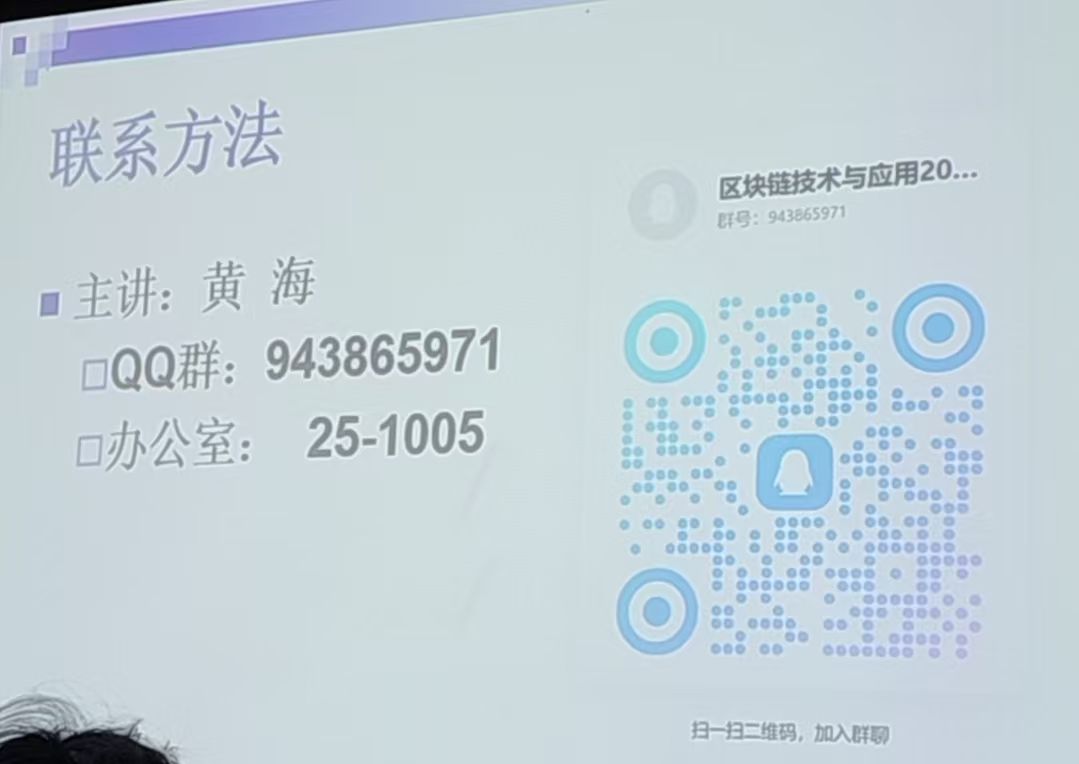 联系方法
主讲：黄 海
QQ群：943865971
办公室： 25-1005
区块链技术与应用20...
群号：943865971
扫一扫二维码，加入群聊